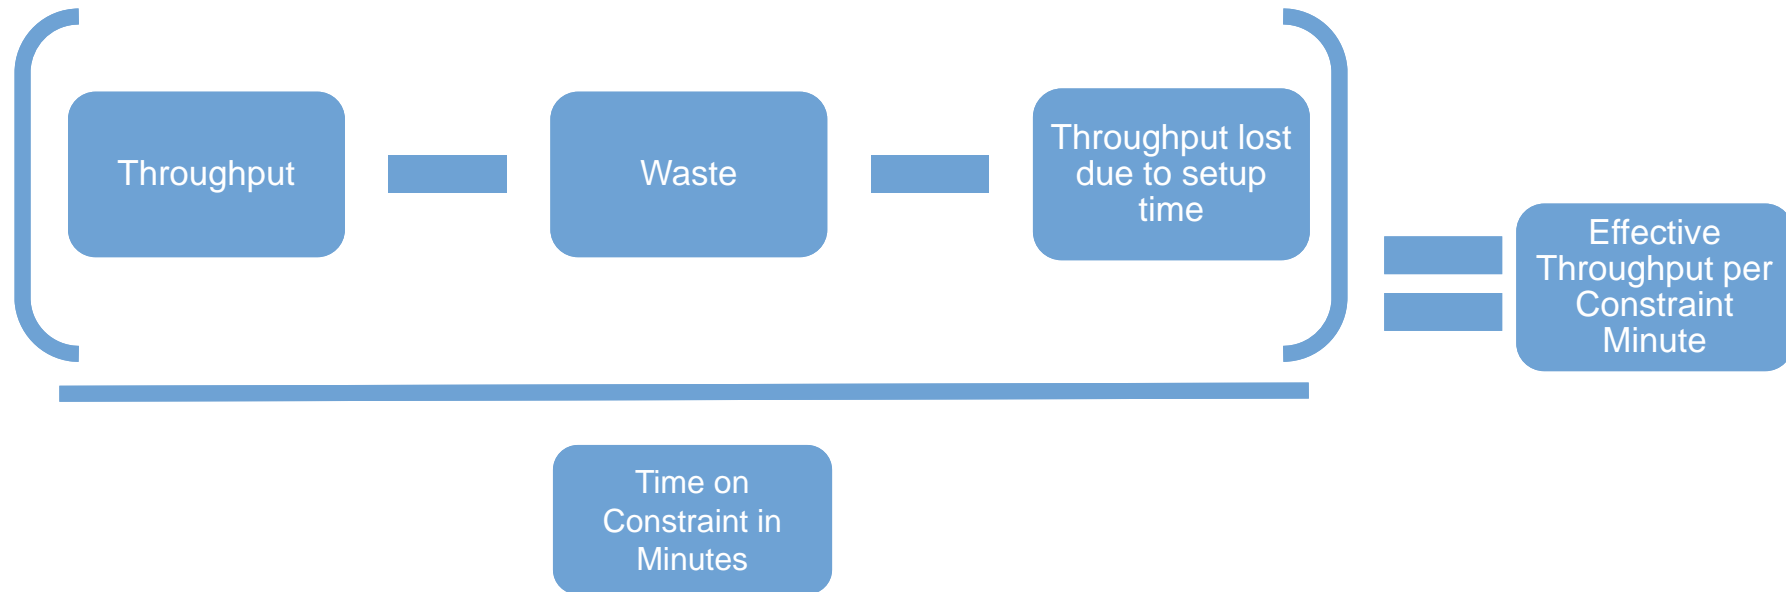 Throughput
Waste
Throughput lost
due to setup
time
Effective
Throughput per
Constraint
Minute
Time on
Constraint in
Minutes